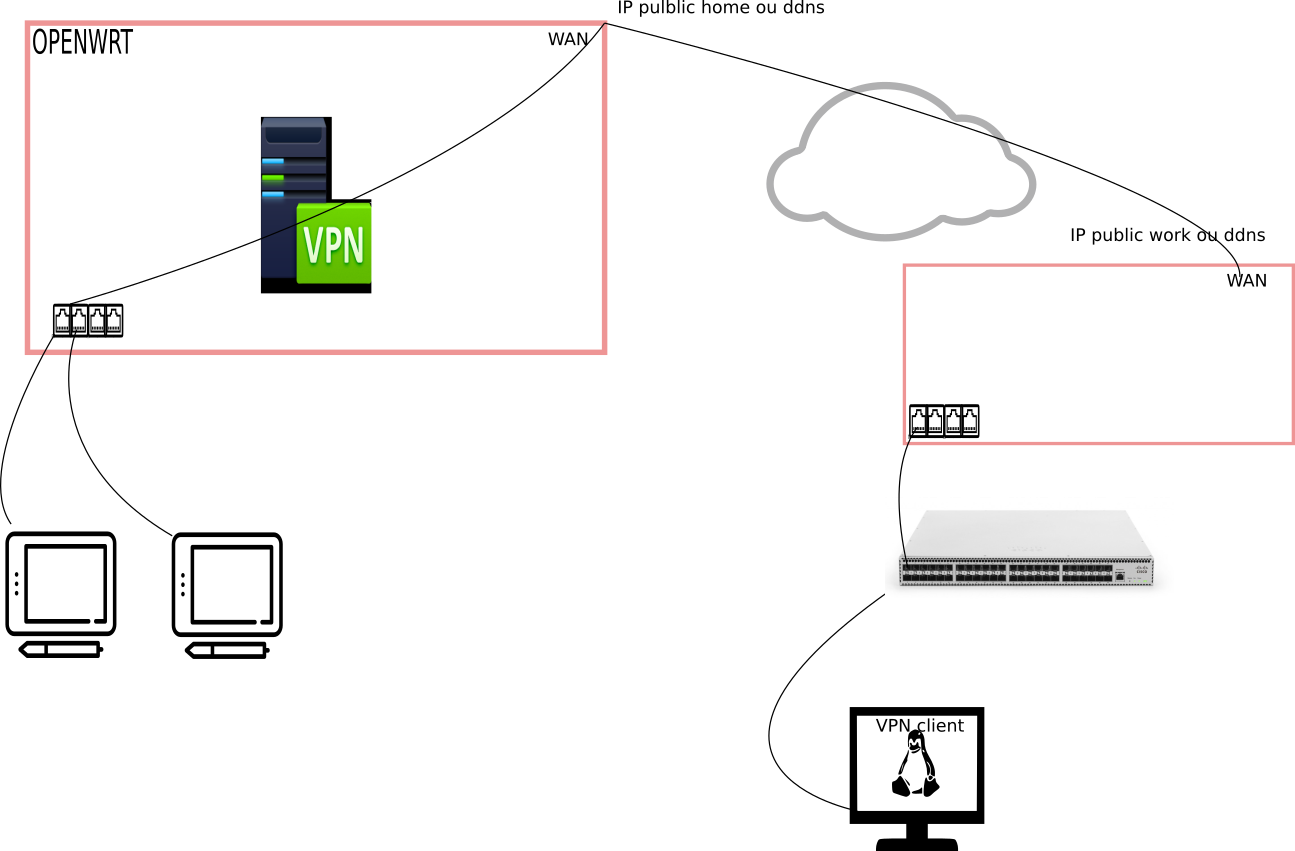 IP pulblic home ou ddns
OPENWRT
WAN
VPN
IP public work ou ddns
WAN
VPN client